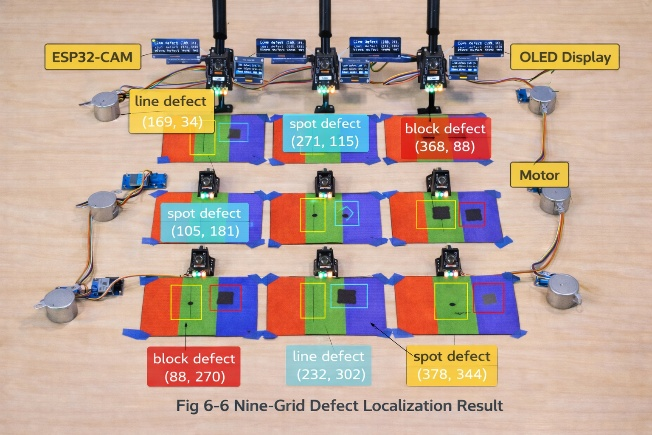 ESP32-CAM
OLED Display
line defect
(169, 34)
spot defect
(271, 115)
block defect
(368, 88)
Motor
spot defect
(105, 181)
block defect
(88, 270)
line defect
(232, 302)
spot defect
(378, 344)
Fig 6-6 Nine-Grid Defect Localization Result